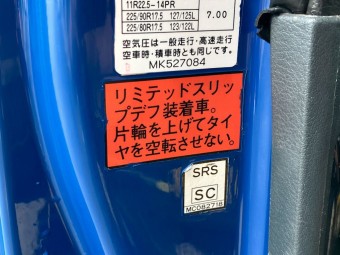 11R22.5-14PR
225/90R17.5 127/125L
225/80R17.5 123/122L
7.00
空気圧は一般走行・高速走行
空車時・積車時とも同じです。
MK527084
リミテッドスリッ
プデフ装着車。
片輪を上げてタイ
ヤを空転させない。
SRS
SC
MC082718